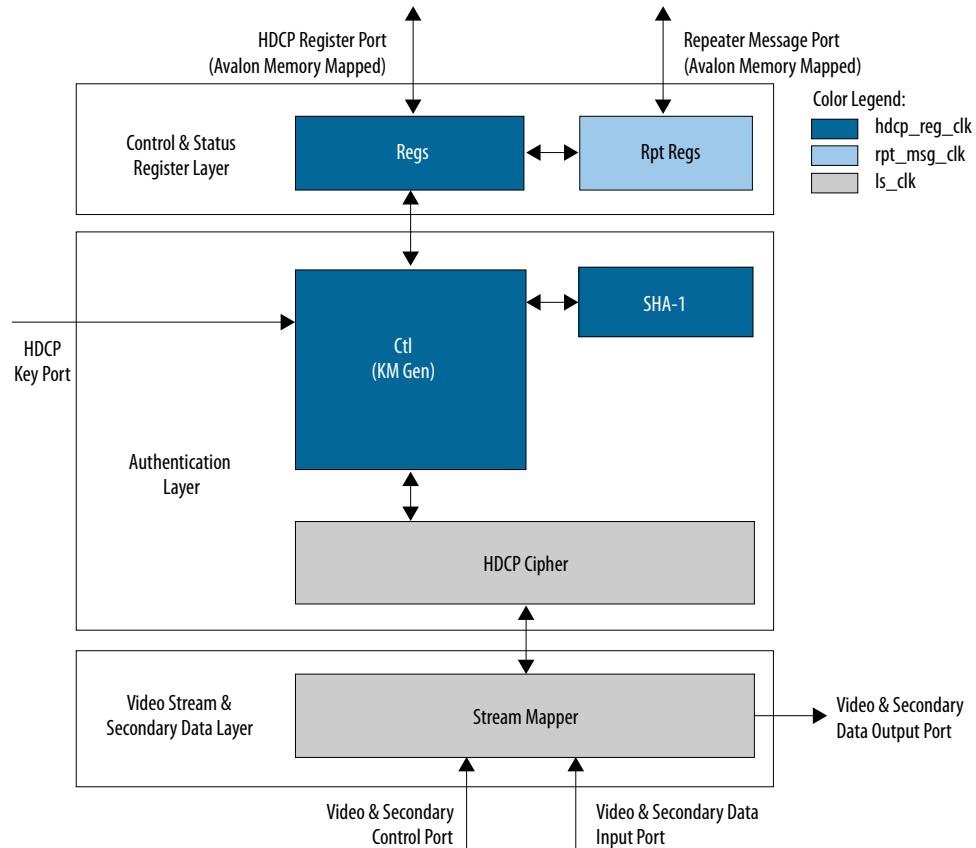 HDCP Register Port
(Avalon Memory Mapped)
Repeater Message Port
(Avalon Memory Mapped)
Color Legend:
hdcp_reg_clk
rpt_msg_clk
ls_clk
Control & Status
Register Layer
Regs
Rpt Regs
HDCP
Key Port
Ctl
(KM Gen)
SHA-1
Authentication
Layer
HDCP Cipher
Video Stream &
Secondary Data Layer
Stream Mapper
Video & Secondary
Data Output Port
Video & Secondary
Control Port
Video & Secondary Data
Input Port